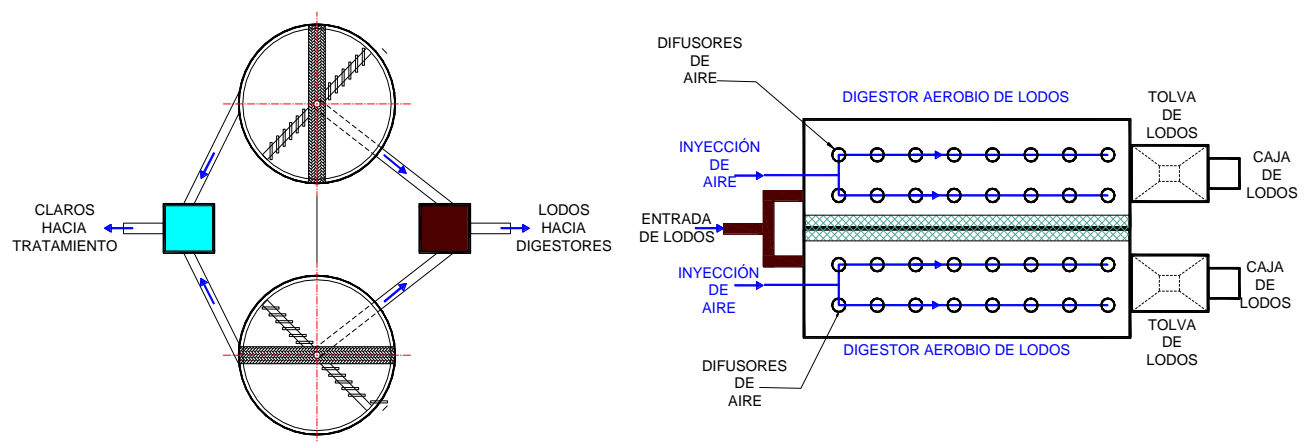 CLAROS
HACIA
TRATAMIENTO
LODOS
HACIA
DIGESTORES
DIFUSORES
DE
AIRE
DIGESTOR AEROBIO DE LODOS
TOLVA
DE
LODOS
INYECCIÓN
DE
AIRE
CAJA
DE
LODOS
ENTRADA
DE LODOS
INYECCIÓN
DE
AIRE
CAJA
DE
LODOS
TOLVA
DE
LODOS
DIGESTOR AEROBIO DE LODOS
DIFUSORES
DE
AIRE